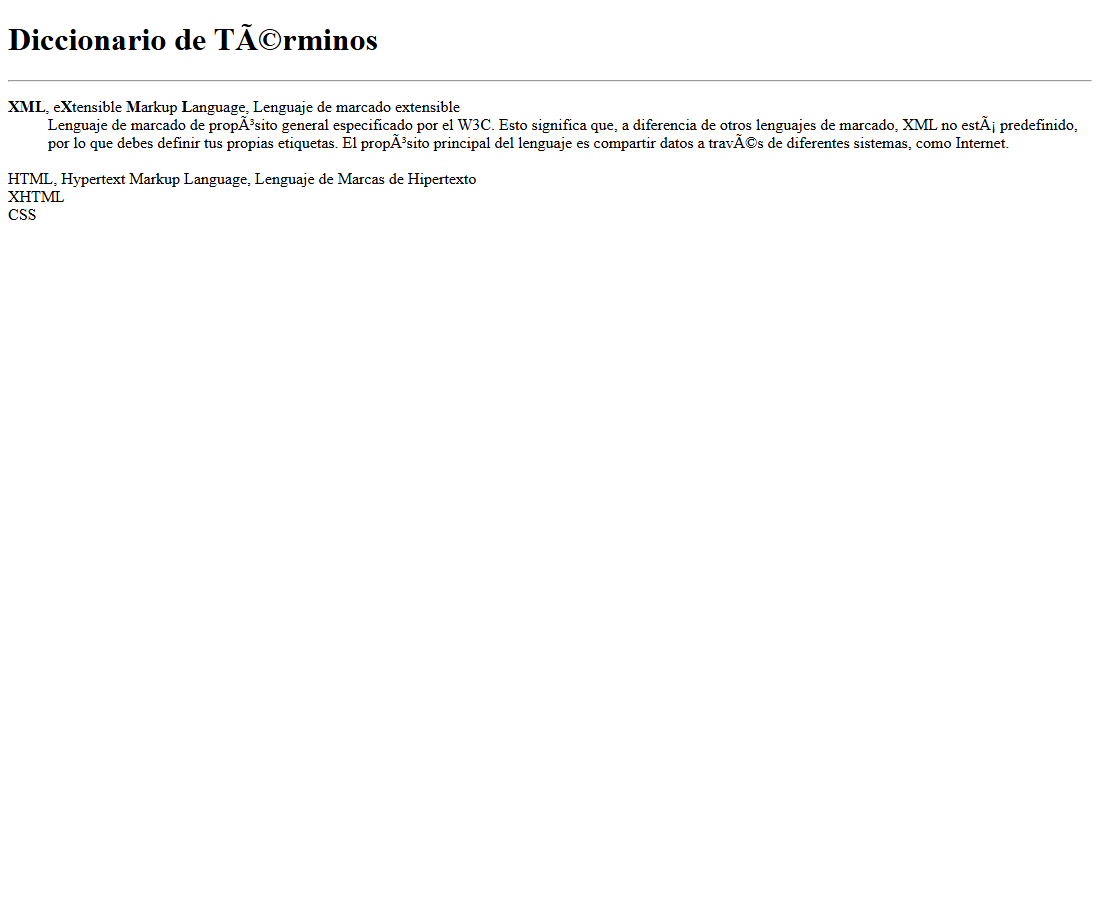 Diccionario de TÃ©rminos
XML, eXtensible Markup Language, Lenguaje de marcado extensible
Lenguaje de marcado de propÃ³sito general especificado por el W3C. Esto significa que, a diferencia de otros lenguajes de marcado, XML no estÃ¡ predefinido,
por lo que debes definir tus propias etiquetas. El propÃ³sito principal del lenguaje es compartir datos a travÃ©s de diferentes sistemas, como Internet.
HTML, Hypertext Markup Language, Lenguaje de Marcas de Hipertexto
XHTML
CSS